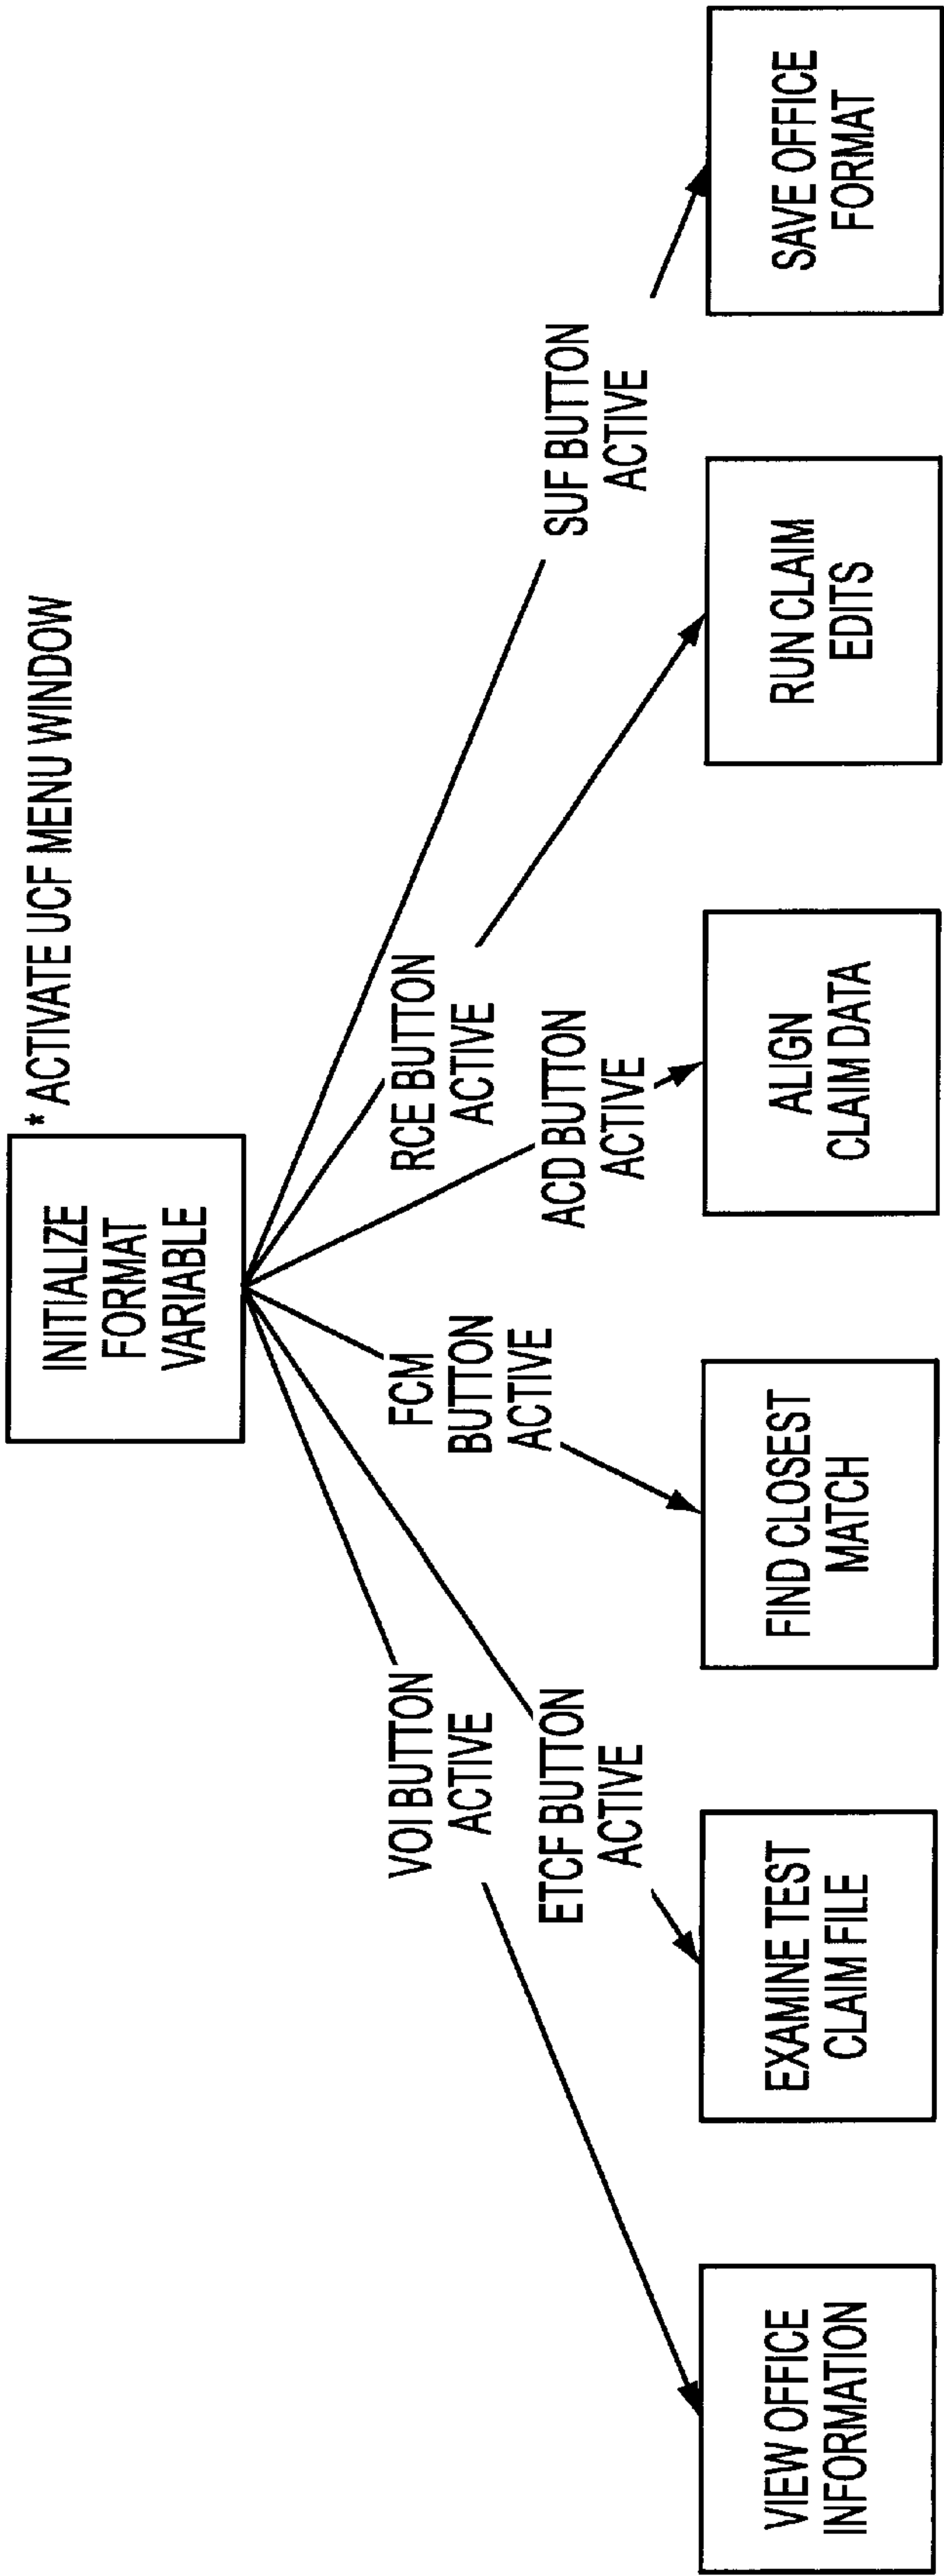 * ACTIVATE UCF MENU WINDOW
INITIALIZE
FORMAT
VARIABLE
VOI BUTTON
ACTIVE
ETCF BUTTON
ACTIVE
FCM
BUTTON
ACTIVE
ACD BUTTON
ACTIVE
RCE BUTTON
ACTIVE
SUF BUTTON
ACTIVE
VIEW OFFICE
INFORMATION
EXAMINE TEST
CLAIM FILE
FIND CLOSEST
MATCH
ALIGN
CLAIM DATA
RUN CLAIM
EDITS
SAVE OFFICE
FORMAT